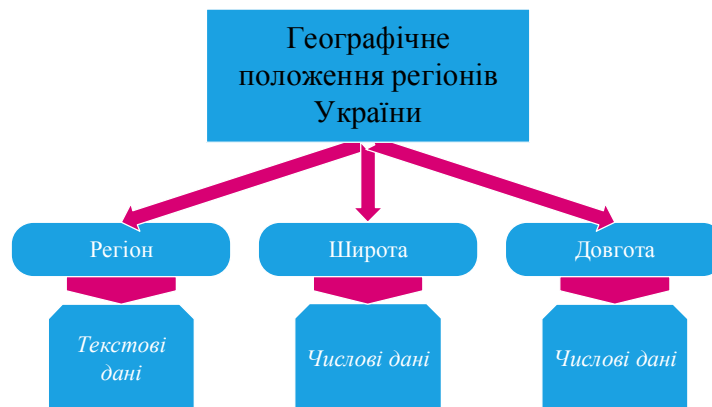 Географічне
положення регіонів
України
Регіон
Широта
Довгота
Текстові
дані
Числові дані
Числові дані